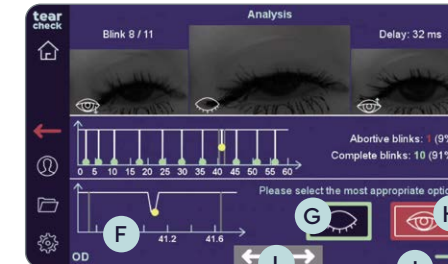 tear
check
Analysis
Blink 8 / 11
Delay: 32 ms
Abortive blinks: 1 (9%
Complete blinks: 10 (91%
0 5 10 15 20 25 30 35 40 45 50 55 60
Please select the most appropriate optio
G
H
F
41.2 41.6
OD